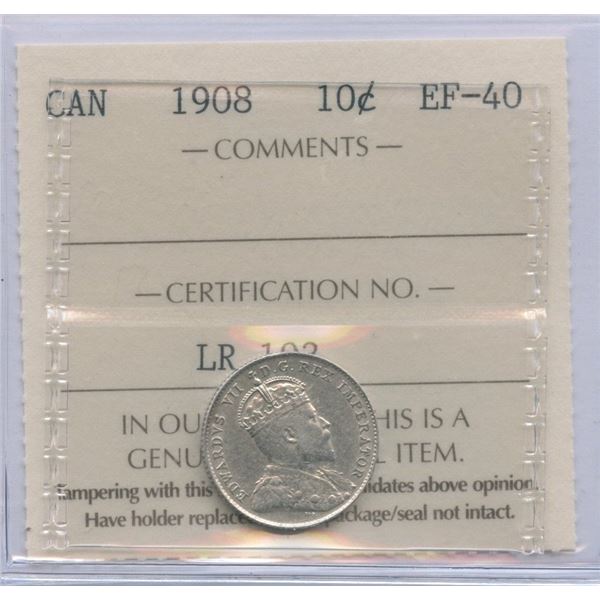 CAN 1908 10¢ EF-40
— COMMENTS —
— CERTIFICATION NO. —
LR
IN OU HIS IS A
GENU L ITEM.
Tampering with this idates above opinion.
Have holder replace package/seal not intact.
EDWARDVS VII D.G. REX IMPERATOR